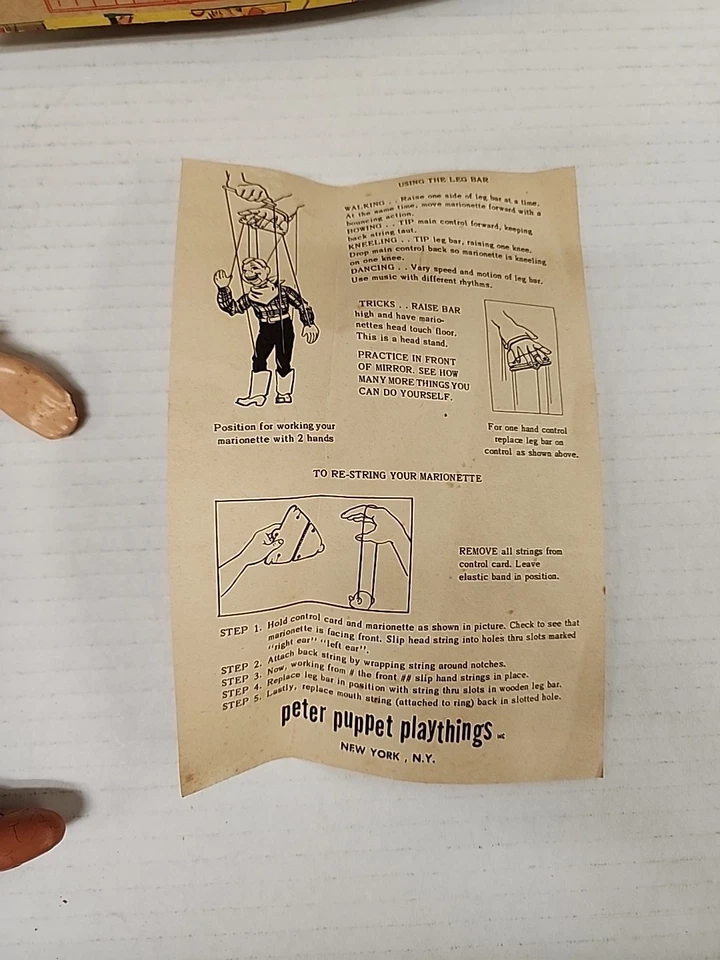 USING THE LEG BAR
WALKING . . Raise one side of leg bar at a time.
At the same time, move marionette forward with a
bouncing action.
BOWING . . TIP main control forward, keeping
back string taut.
KNEELING . . TIP leg bar, raising one knee.
Drop main control back so marionette is kneeling
on one knee.
DANCING . . Vary speed and motion of leg bar.
Use music with different rhythms.
TRICKS . . RAISE BAR
high and have mario-
nettes head touch floor.
This is a head stand.
PRACTICE IN FRONT
OF MIRROR. SEE HOW
MANY MORE THINGS YOU
CAN DO YOURSELF.
Position for working your
marionette with 2 hands
For one hand control
replace leg bar on
control as shown above.
TO RE-STRING YOUR MARIONETTE
REMOVE all strings from
control card. Leave
elastic band in position.
STEP 1. Hold control card and marionette as shown in picture. Check to see that
marionette is facing front. Slip head string into holes thru slots marked
"right ear" "left ear".
STEP 2. Attach back string by wrapping string around notches.
STEP 3. Now, working from # the front ## slip hand strings in place.
STEP 4. Replace leg bar in position with string thru slots in wooden leg bar.
STEP 5. Lastly, replace mouth string (attached to ring) back in slotted hole.
peter puppet playthings INC
NEW YORK , N.Y.